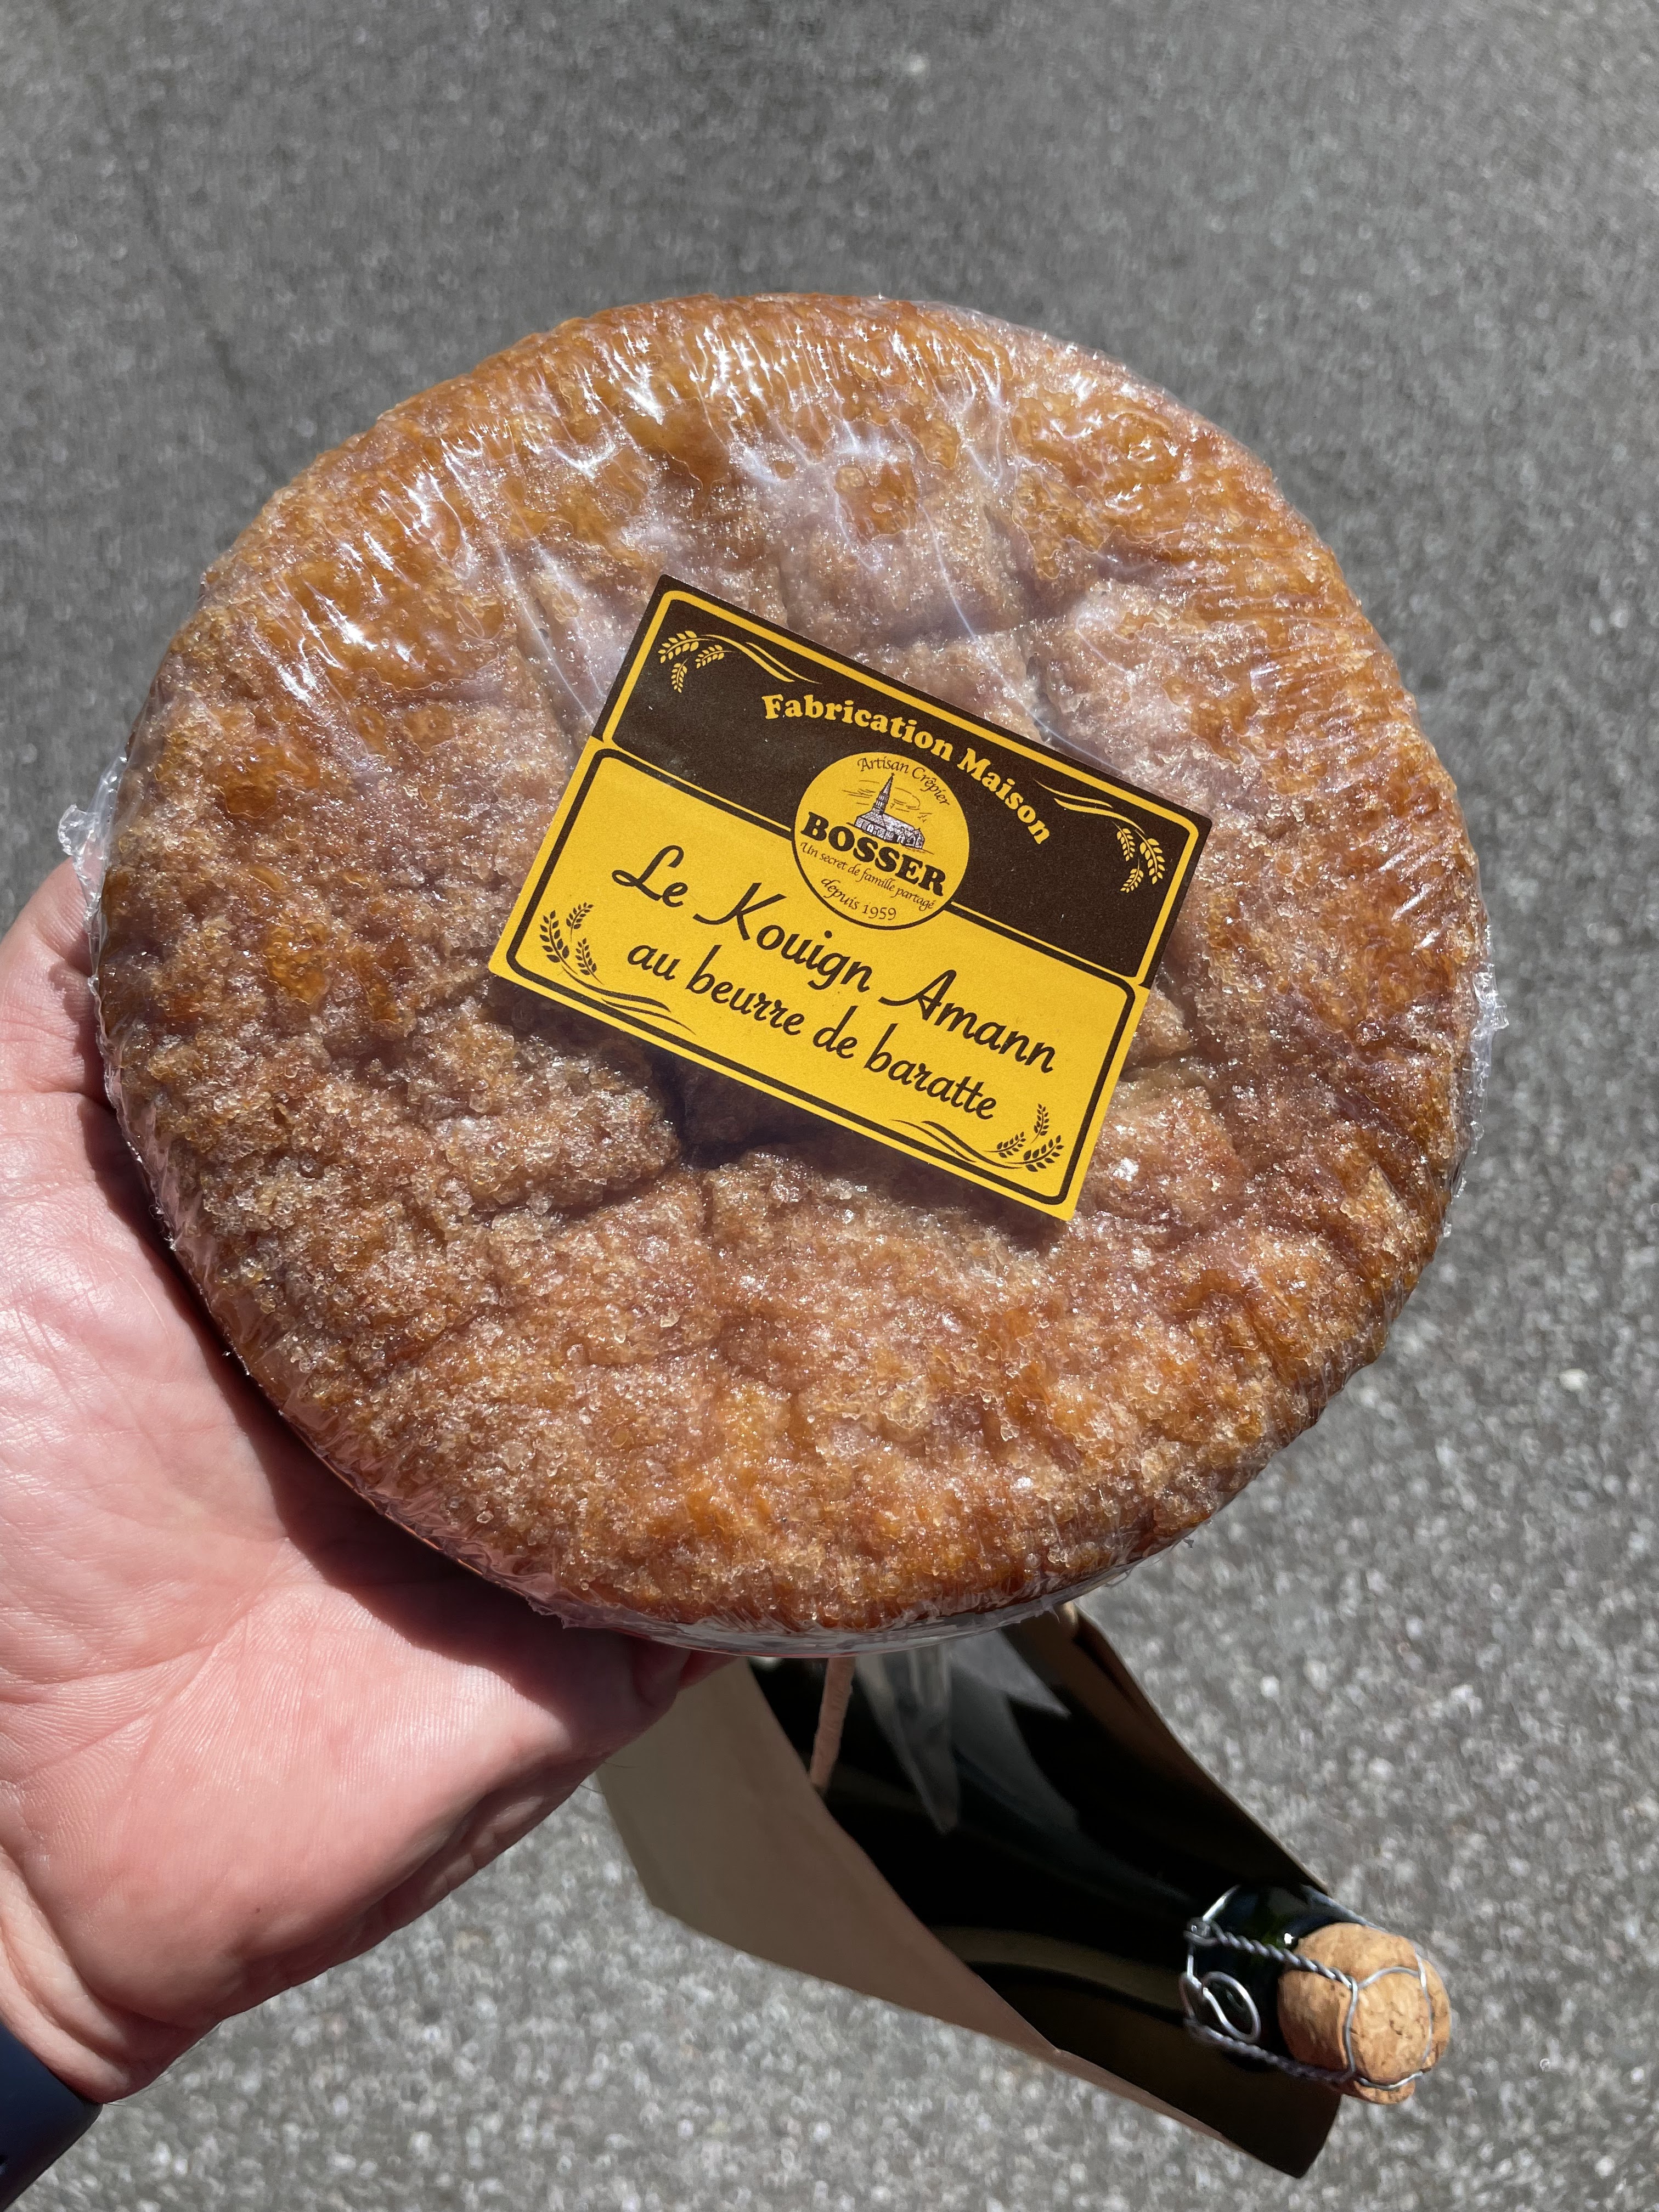 Fabrication Maison
Artisan Crêpier
BOSSER
Un secret de famille partagé
depuis 1959
Le Kouign Amann
au beurre de baratte